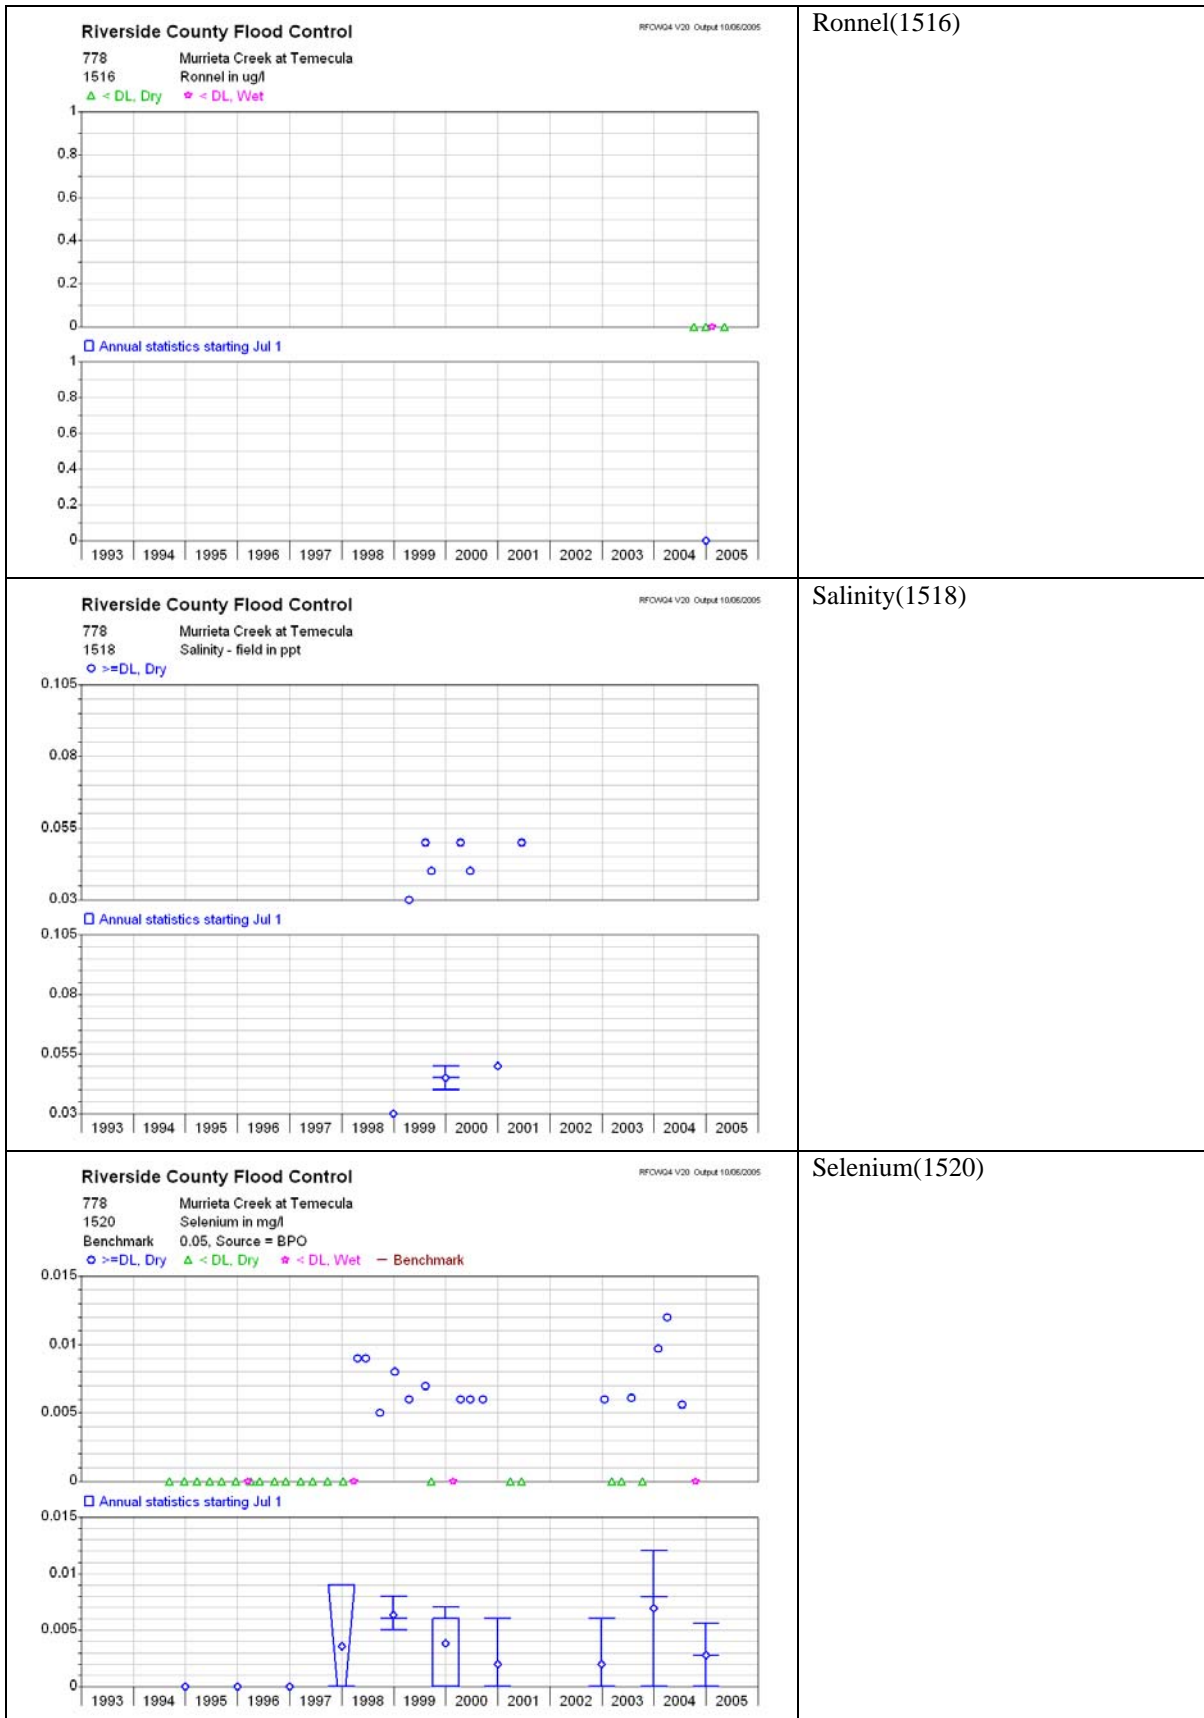 Riverside County Flood Control
RFCWQ4 V20 Output 10/06/2005
778 Murrieta Creek at Temecula
1516 Ronnel in ug/l
< DL, Dry < DL, Wet
1
0.8
0.6
0.4
0.2
0
Annual statistics starting Jul 1
1
0.8
0.6
0.4
0.2
0
1993 1994 1995 1996 1997 1998 1999 2000 2001 2002 2003 2004 2005
Ronnel(1516)
Riverside County Flood Control
RFCWQ4 V20 Output 10/06/2005
778 Murrieta Creek at Temecula
1518 Salinity - field in ppt
>=DL, Dry
0.105
0.08
0.055
0.03
Annual statistics starting Jul 1
0.105
0.08
0.055
0.03
1993 1994 1995 1996 1997 1998 1999 2000 2001 2002 2003 2004 2005
Salinity(1518)
Riverside County Flood Control
RFCWQ4 V20 Output 10/06/2005
778 Murrieta Creek at Temecula
1520 Selenium in mg/l
Benchmark 0.05, Source = BPO
>=DL, Dry < DL, Dry < DL, Wet Benchmark
0.015
0.01
0.005
0
Annual statistics starting Jul 1
0.015
0.01
0.005
0
1993 1994 1995 1996 1997 1998 1999 2000 2001 2002 2003 2004 2005
Selenium(1520)